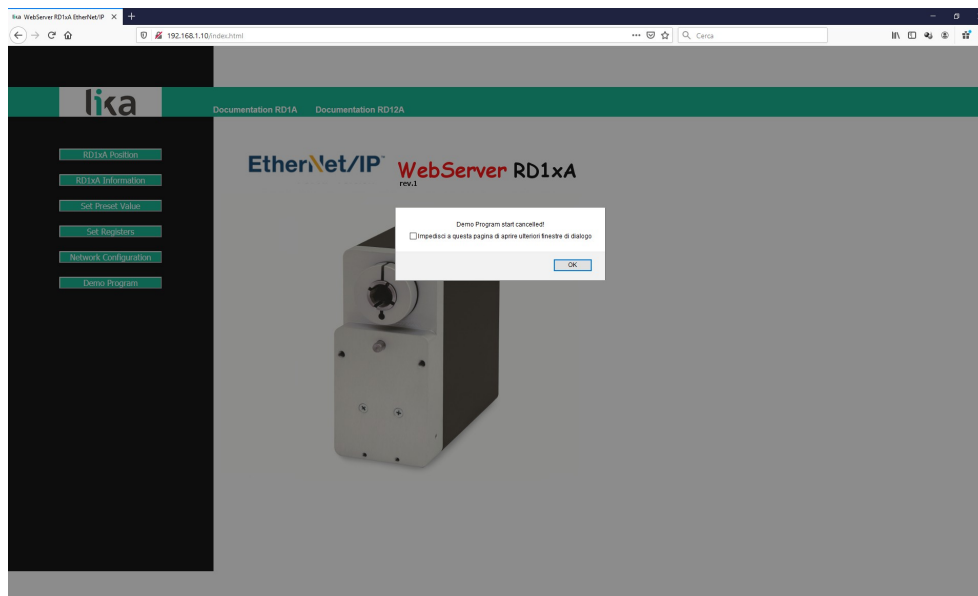 lika WebServer RD1xA EtherNet/IP
192.168.1.10/index.html
Cerca
lika
Documentation RD1A Documentation RD12A
RD1xA Position
RD1xA Information
Set Preset Value
Set Registers
Network Configuration
Demo Program
EtherNet/IP™ WebServer RD1xA
rev.1
Demo Program start cancelled!
Impedisci a questa pagina di aprire ulteriori finestre di dialogo
OK